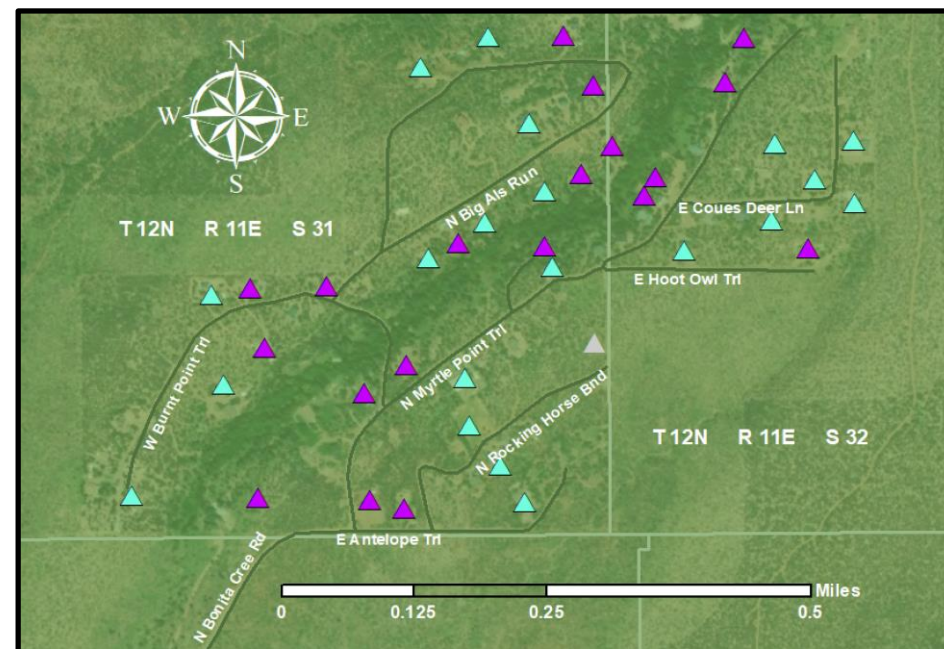 N
W E
S
N Big Als Run
E Coues Deer Ln
T 12N R 11E S 31
E Hoot Owl Trl
W Burnt Point Trl
N Myrtle Point Trl
N Rocking Horse Bnd
T 12N R 11E S 32
E Antelope Trl
N Bonita Cree Rd
Miles
0 0.125 0.25 0.5